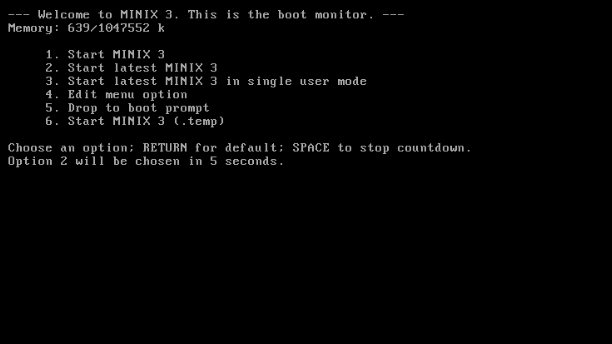 --- Welcome to MINIX 3. This is the boot monitor. ---
Memory: 639/1047552 k
1. Start MINIX 3
2. Start latest MINIX 3
3. Start latest MINIX 3 in single user mode
4. Edit menu option
5. Drop to boot prompt
6. Start MINIX 3 (.temp)
Choose an option; RETURN for default; SPACE to stop countdown.
Option 2 will be chosen in 5 seconds.